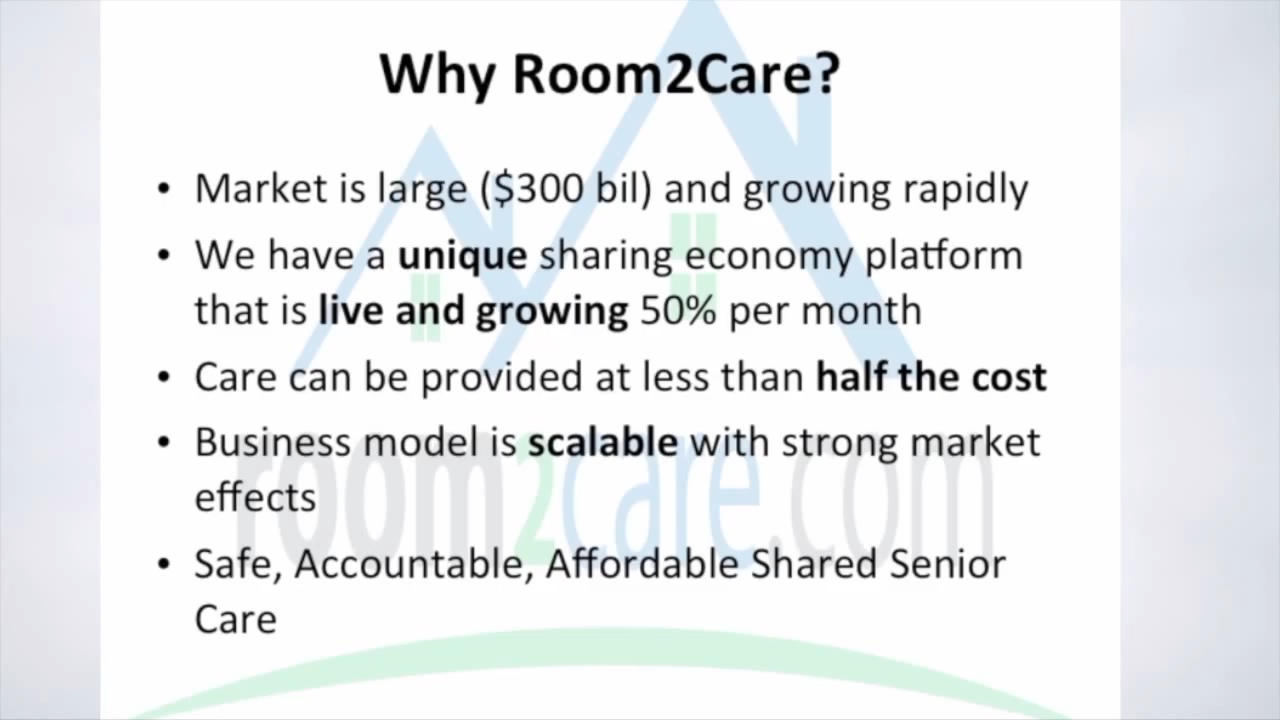 Why Room2Care?
• Market is large ($300 bil) and growing rapidly
• We have a unique sharing economy platform
that is live and growing 50% per month
• Care can be provided at less than half the cost
• Business model is scalable with strong market
effects
room2care.com
• Safe, Accountable, Affordable Shared Senior
Care